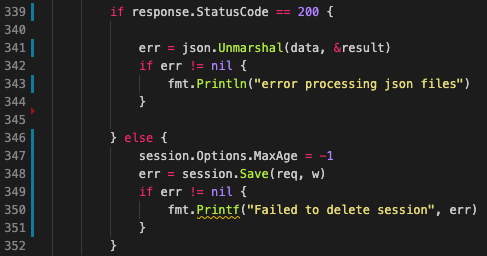 339 if response.StatusCode == 200 {
340
341 err = json.Unmarshal(data, &result)
342 if err != nil {
343 fmt.Println("error processing json files")
344 }
345
346 } else {
347 session.Options.MaxAge = -1
348 err = session.Save(req, w)
349 if err != nil {
350 fmt.Printf("Failed to delete session", err)
351 }
352 }